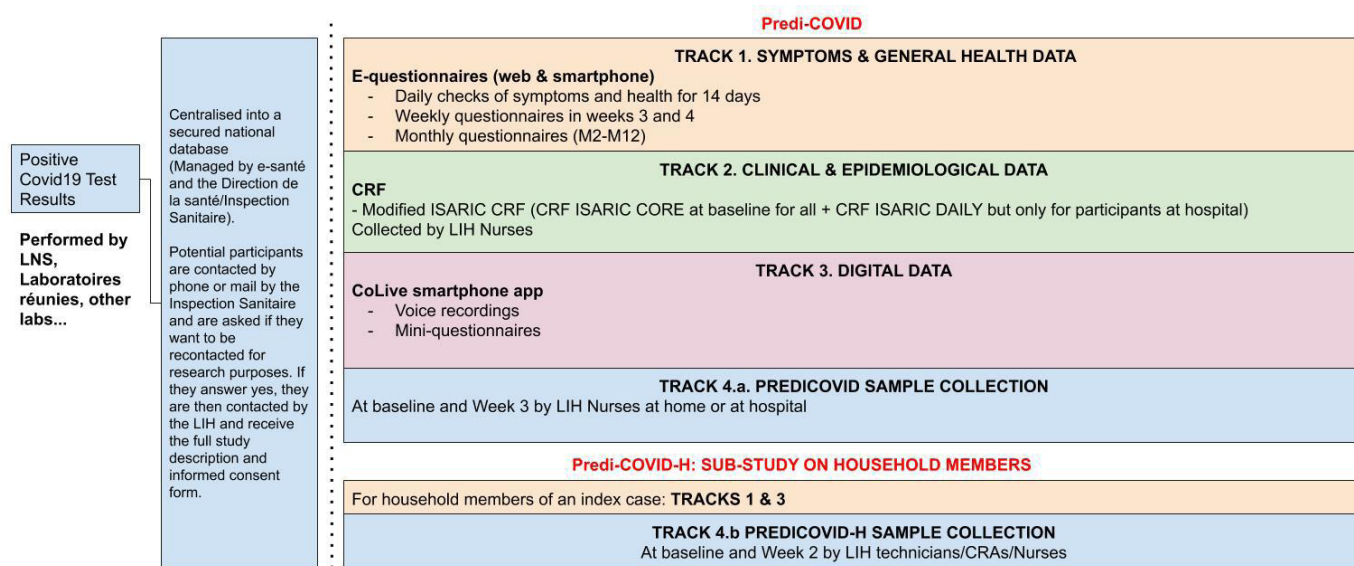 Positive
Covid19 Test
Results
Performed by
LNS,
Laboratoires
réunies, other
labs...
Centralised into a
secured national
database
(Managed by e-santé
and the Direction de
la santé/Inspection
Sanitaire).
Potential participants
are contacted by
phone or mail by the
Inspection Sanitaire
and are asked if they
want to be
recontacted for
research purposes. If
they answer yes, they
are then contacted by
the LIH and receive
the full study
description and
informed consent
form.
Predi-COVID
TRACK 1. SYMPTOMS & GENERAL HEALTH DATA
E-questionnaires (web & smartphone)
- Daily checks of symptoms and health for 14 days
- Weekly questionnaires in weeks 3 and 4
- Monthly questionnaires (M2-M12)
TRACK 2. CLINICAL & EPIDEMIOLOGICAL DATA
CRF
- Modified ISARIC CRF (CRF ISARIC CORE at baseline for all + CRF ISARIC DAILY but only for participants at hospital)
Collected by LIH Nurses
TRACK 3. DIGITAL DATA
CoLive smartphone app
- Voice recordings
- Mini-questionnaires
TRACK 4.a. PREDICOVID SAMPLE COLLECTION
At baseline and Week 3 by LIH Nurses at home or at hospital
Predi-COVID-H: SUB-STUDY ON HOUSEHOLD MEMBERS
For household members of an index case: TRACKS 1 & 3
TRACK 4.b PREDICOVID-H SAMPLE COLLECTION
At baseline and Week 2 by LIH technicians/CRAs/Nurses